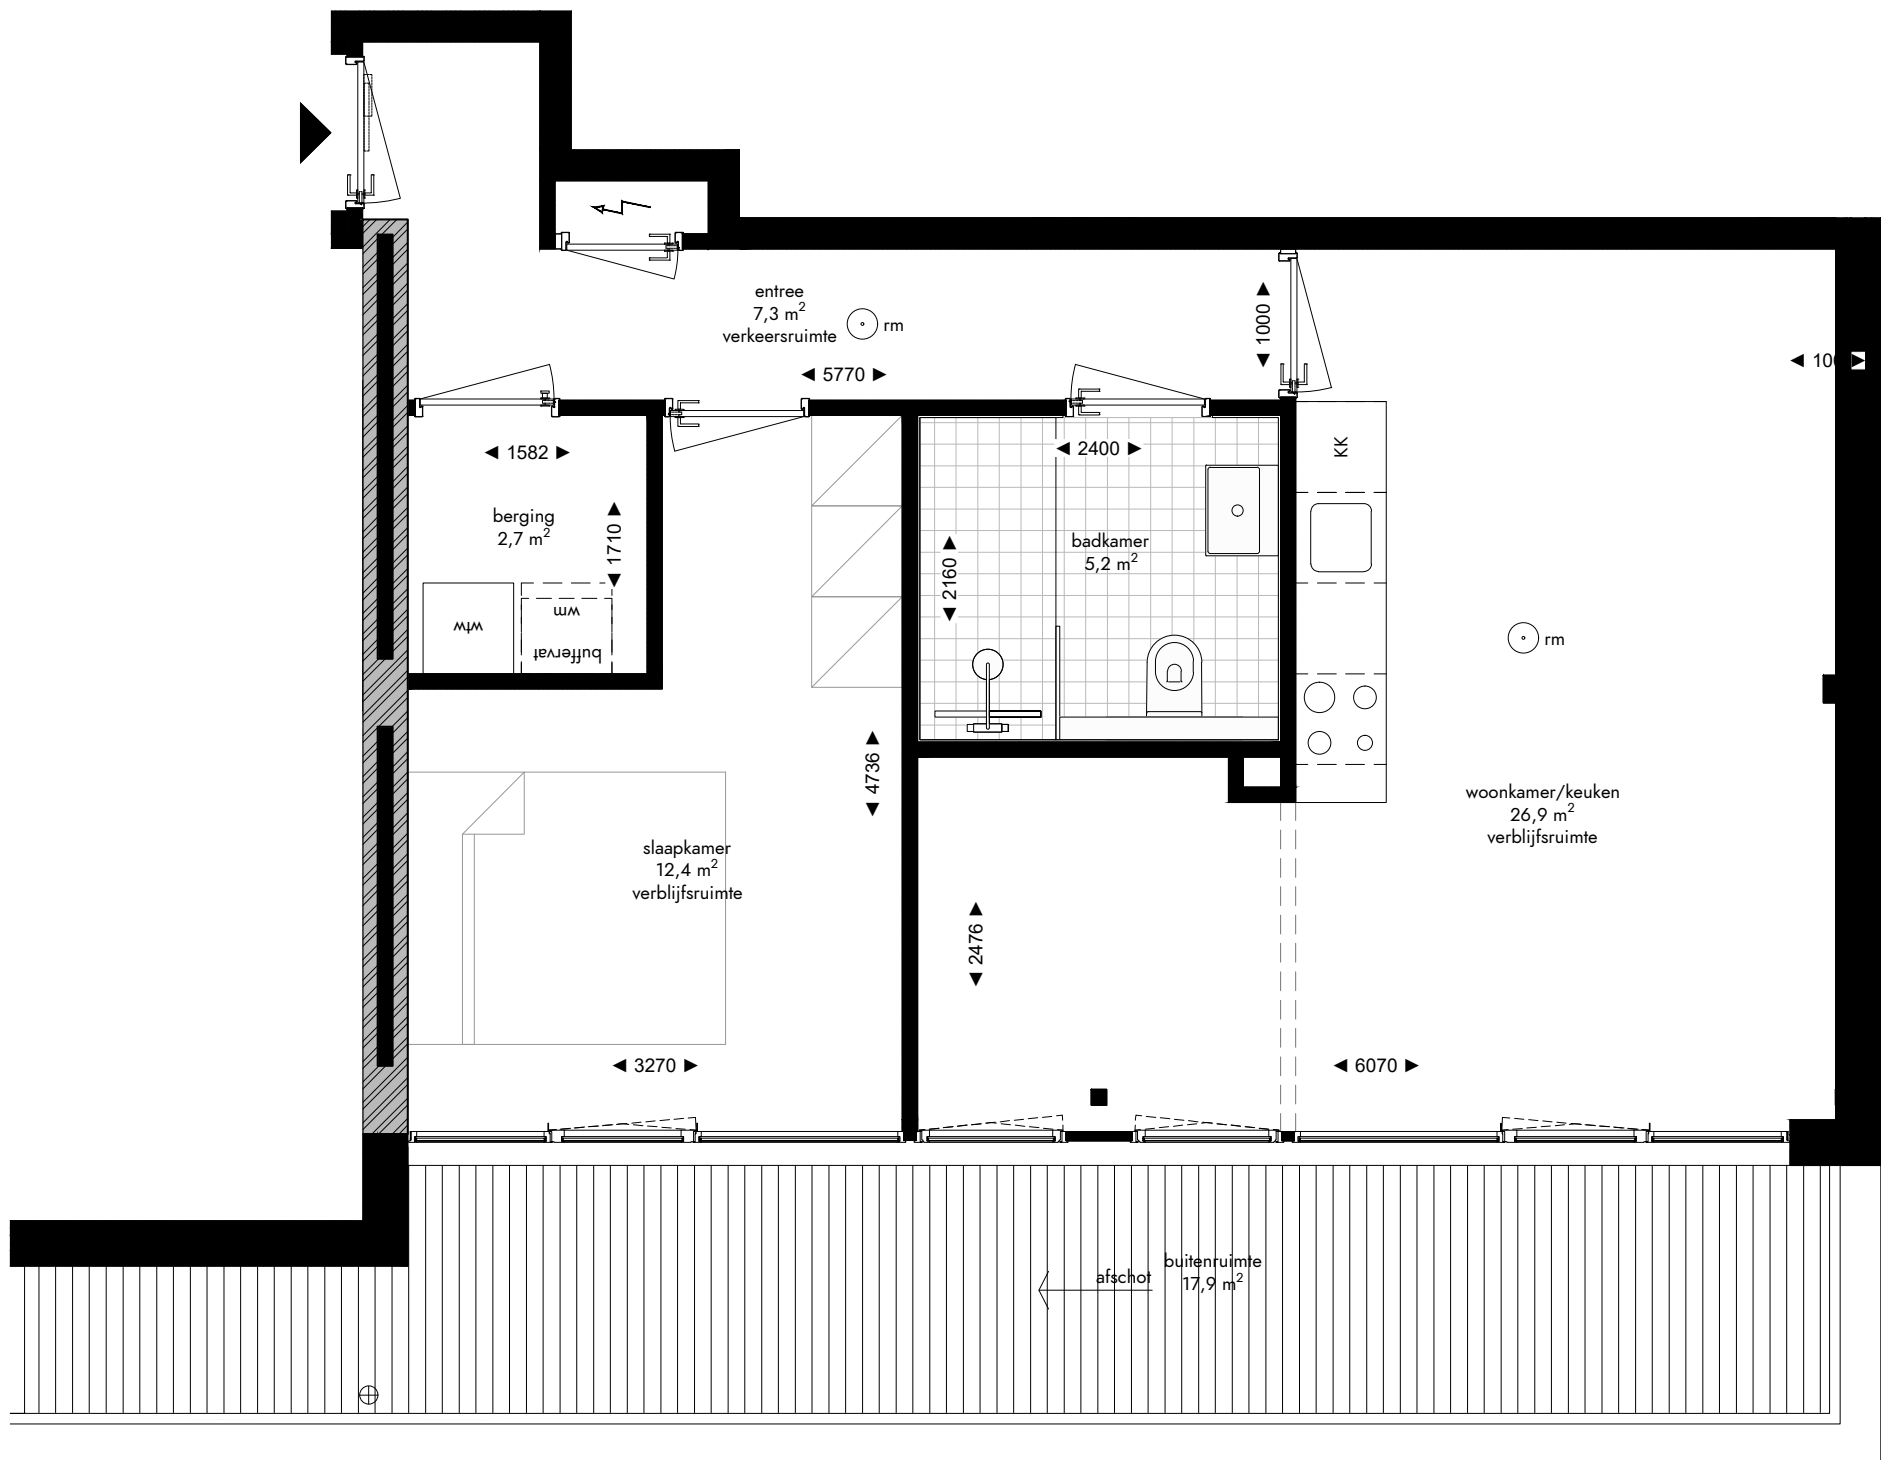 entree
7,3 m²
verkeersruimte
rm
1000
5770
1582
berging
2,7 m²
1710
wtw
wm
buffervat
2400
badkamer
5,2 m²
2160
KK
rm
4736
slaapkamer
12,4 m²
verblijfsruimte
woonkamer/keuken
26,9 m²
verblijfsruimte
2476
3270
6070
buitenruimte
17,9 m²
afschot